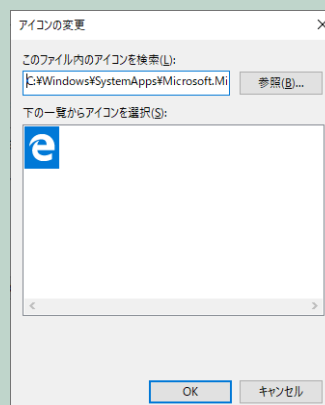 アイコンの変更
このファイル内のアイコンを検索(L):
C:¥Windows¥SystemApps¥Microsoft.Mi
参照(B)...
下の一覧からアイコンを選択(S):
OK
キャンセル